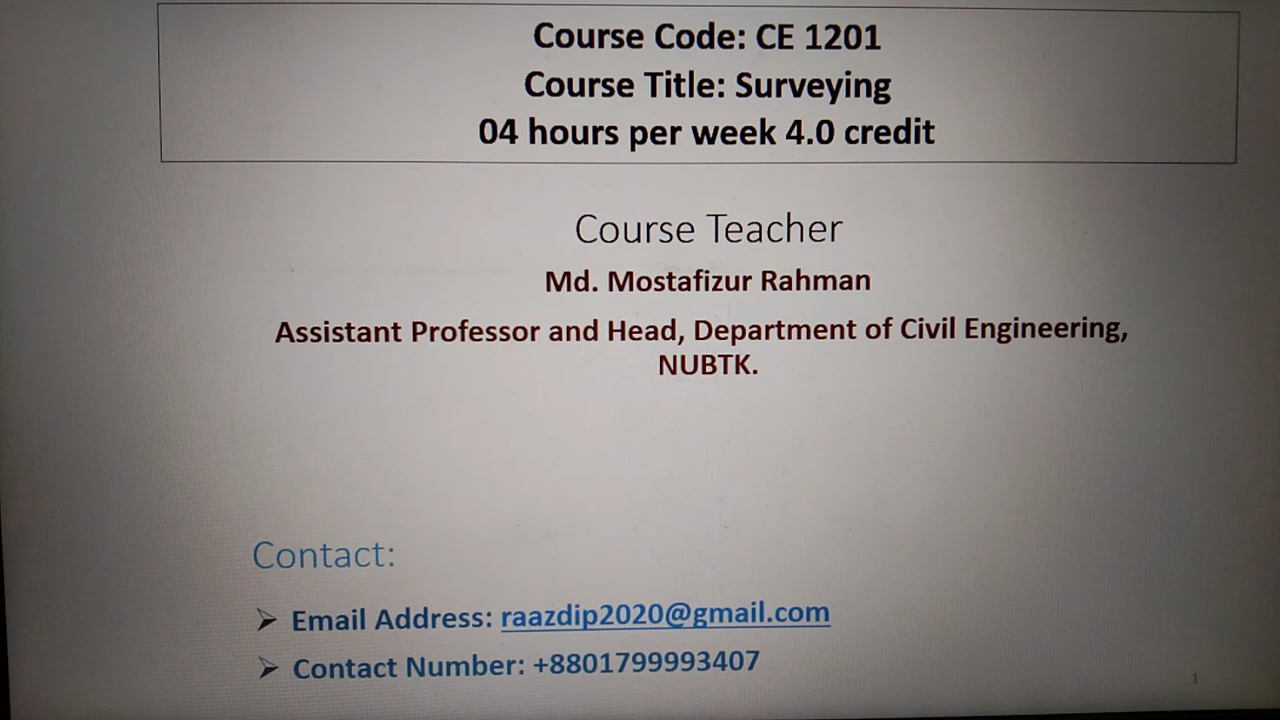 Course Code: CE 1201
Course Title: Surveying
04 hours per week 4.0 credit
Course Teacher
Md. Mostafizur Rahman
Assistant Professor and Head, Department of Civil Engineering,
NUBTK.
Contact:
➢ Email Address: raazdip2020@gmail.com
➢ Contact Number: +8801799993407
1